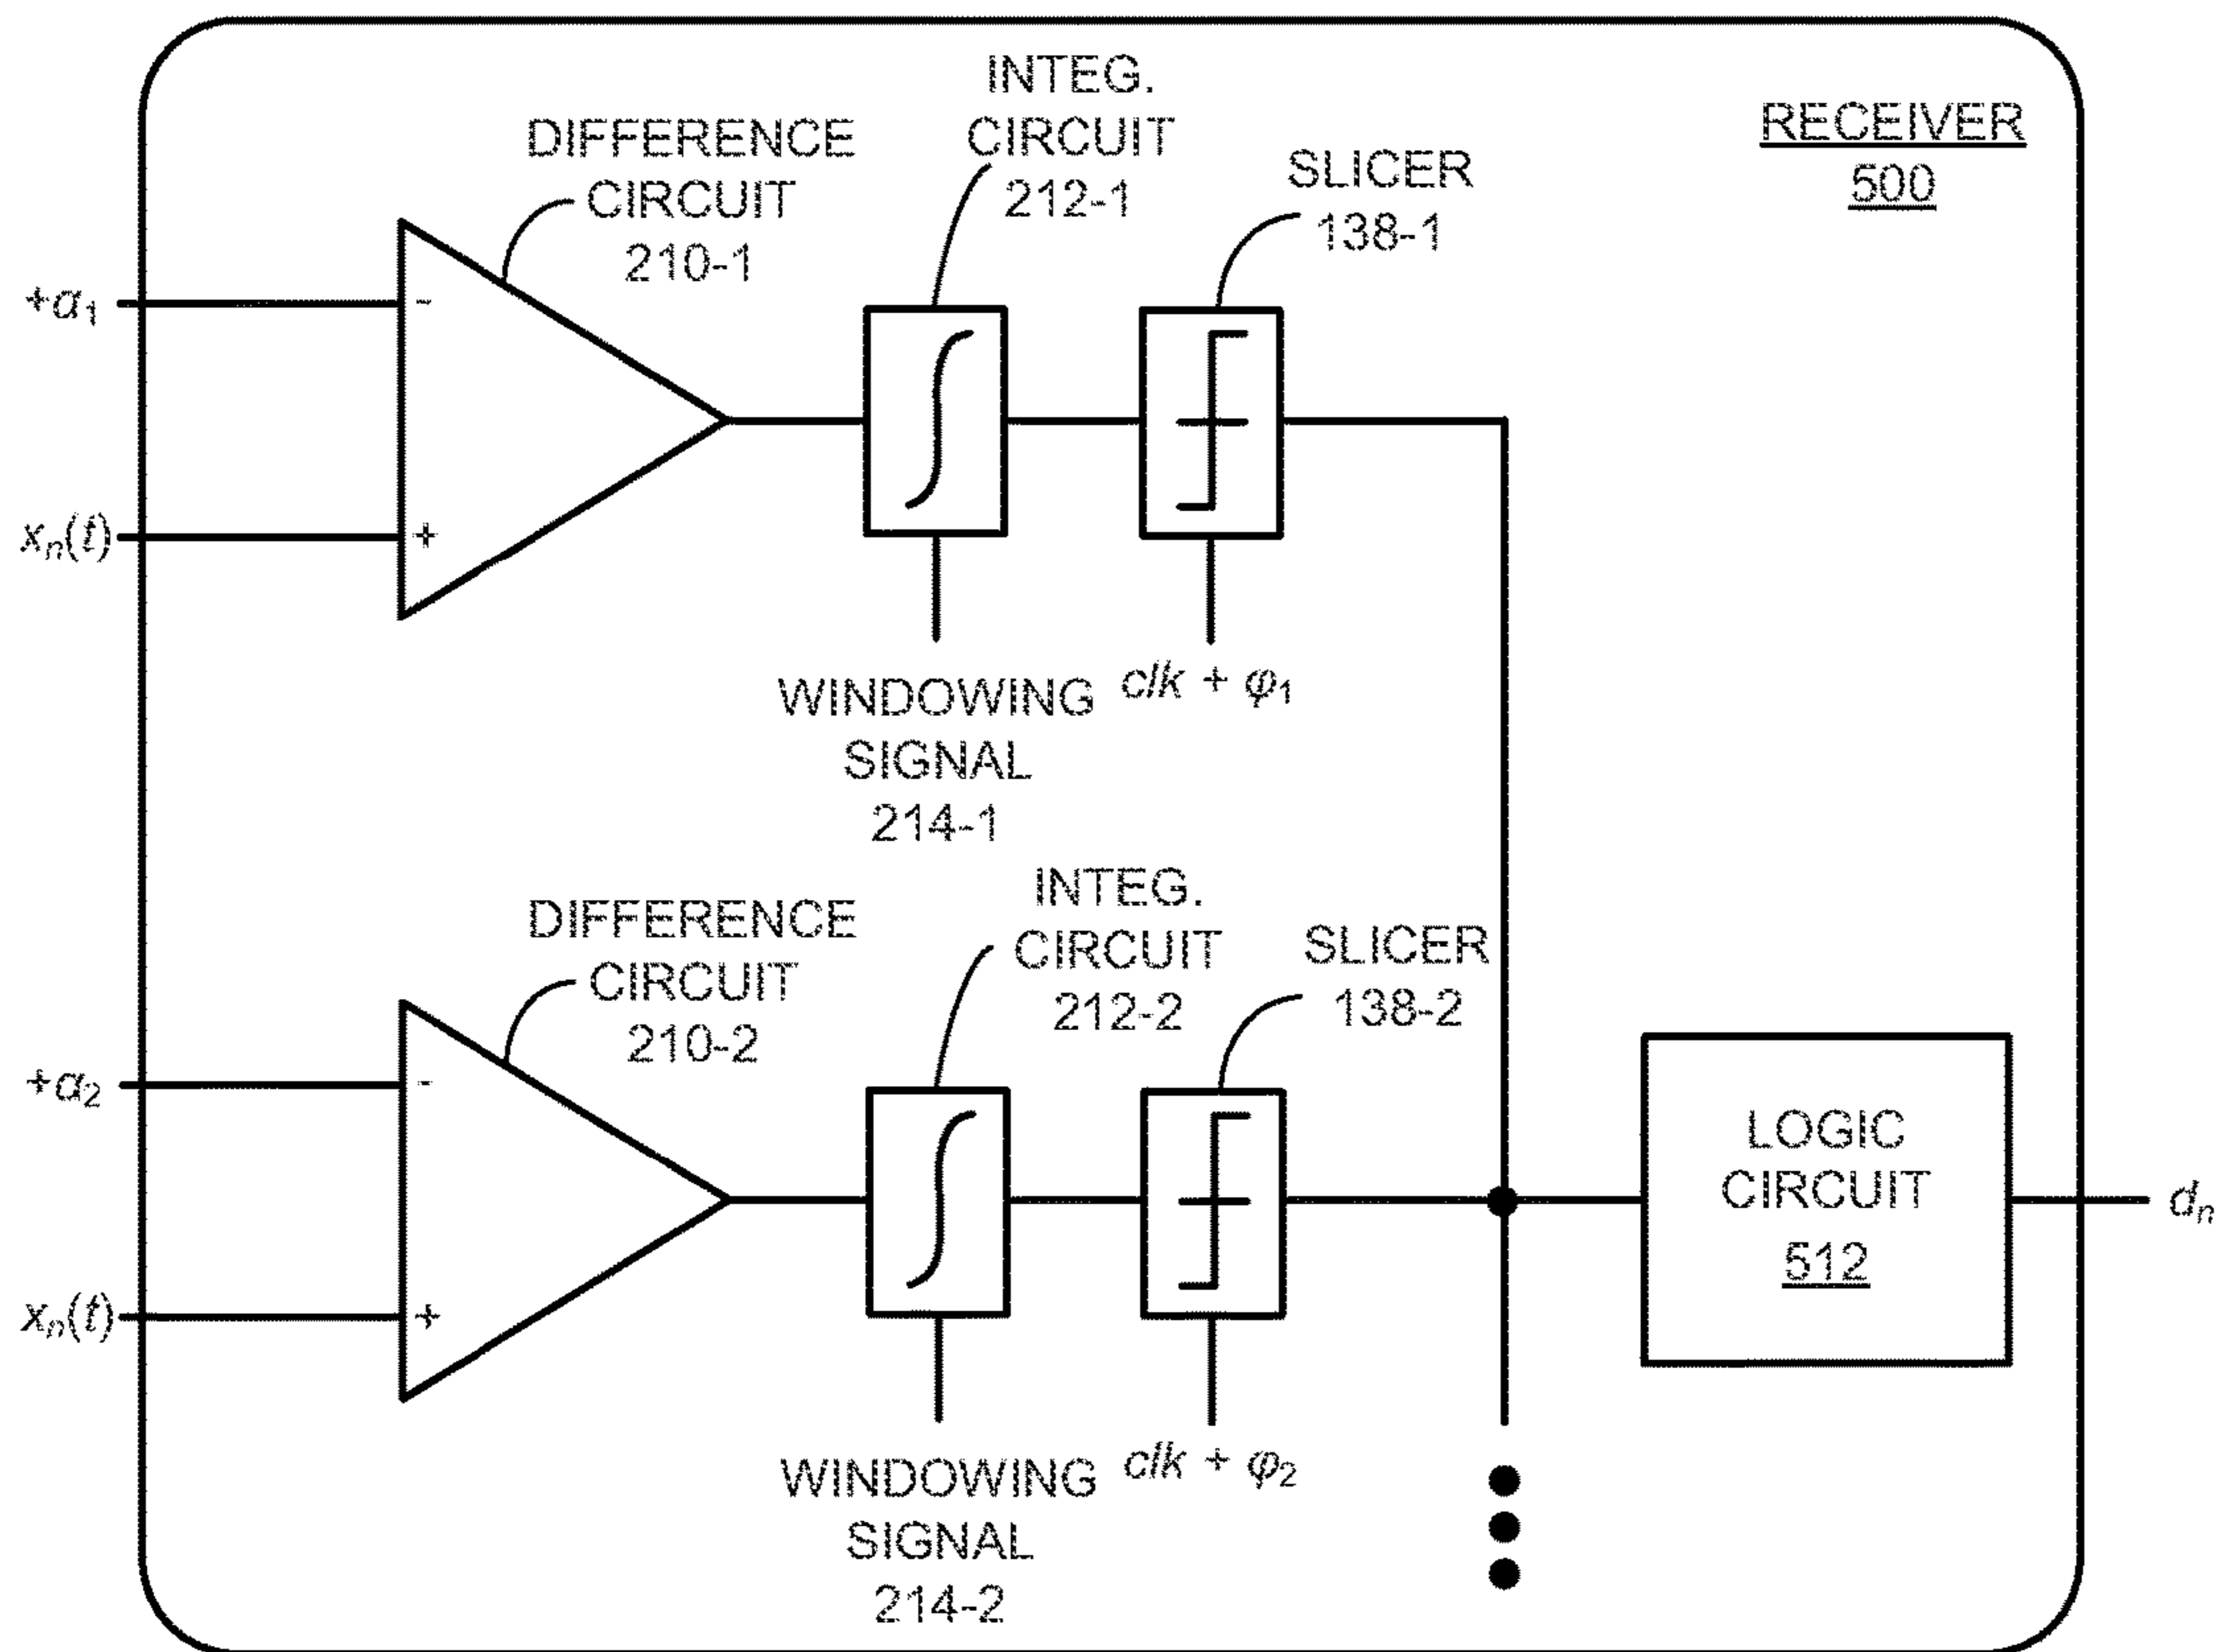 RECEIVER
500
DIFFERENCE
CIRCUIT
210-1
INTEG.
CIRCUIT
212-1
SLICER
138-1
+α₁
-
xₙ(t)
+
WINDOWING
SIGNAL
214-1
clk + φ₁
DIFFERENCE
CIRCUIT
210-2
INTEG.
CIRCUIT
212-2
SLICER
138-2
+α₂
-
xₙ(t)
+
LOGIC
CIRCUIT
512
dₙ
WINDOWING
SIGNAL
214-2
clk + φ₂